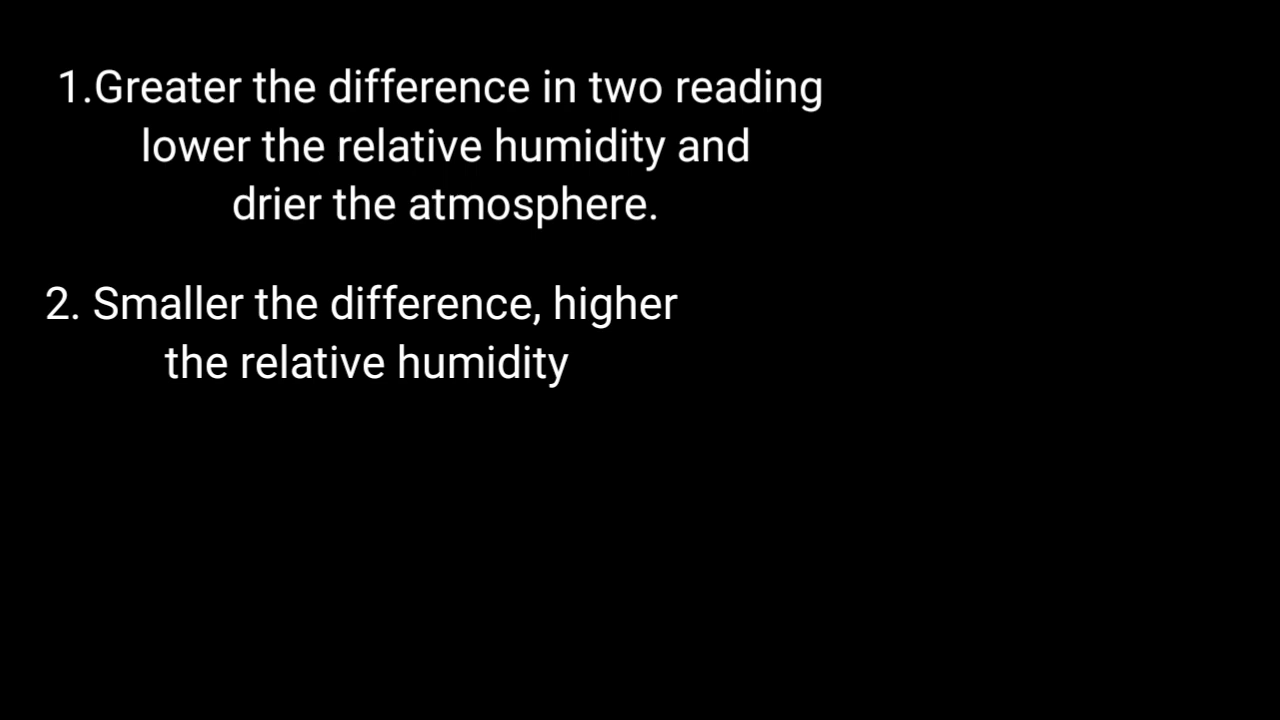 1.Greater the difference in two reading
lower the relative humidity and
drier the atmosphere.
2. Smaller the difference, higher
the relative humidity